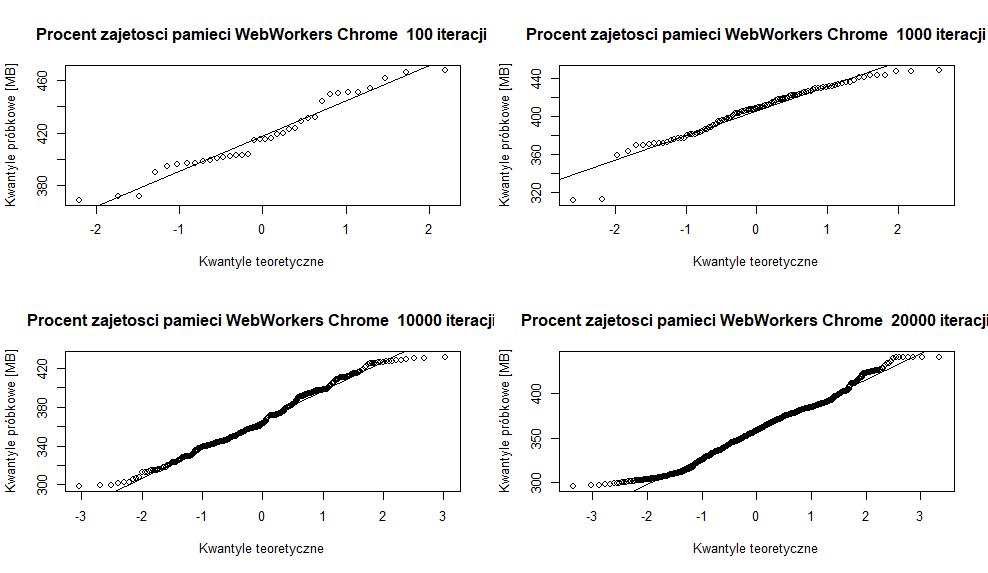 Procent zajetosci pamieci WebWorkers Chrome  100 iteracji
Kwantyle próbkowe [MB]
460
420
380
-2 -1 0 1 2
Kwantyle teoretyczne
Procent zajetosci pamieci WebWorkers Chrome  1000 iteracji
Kwantyle próbkowe [MB]
440
400
360
320
-2 -1 0 1 2
Kwantyle teoretyczne
Procent zajetosci pamieci WebWorkers Chrome  10000 iteracji
Kwantyle próbkowe [MB]
420
380
340
300
-3 -2 -1 0 1 2 3
Kwantyle teoretyczne
Procent zajetosci pamieci WebWorkers Chrome  20000 iteracji
Kwantyle próbkowe [MB]
400
350
300
-3 -2 -1 0 1 2 3
Kwantyle teoretyczne